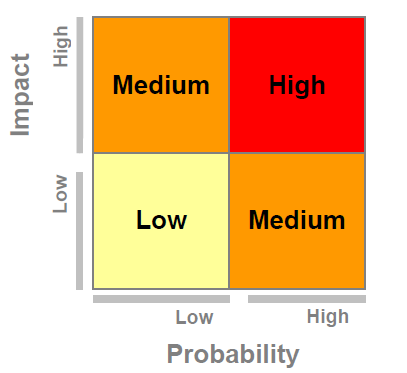 Impact
High
Medium High
Low
Low Medium
Low High
Probability